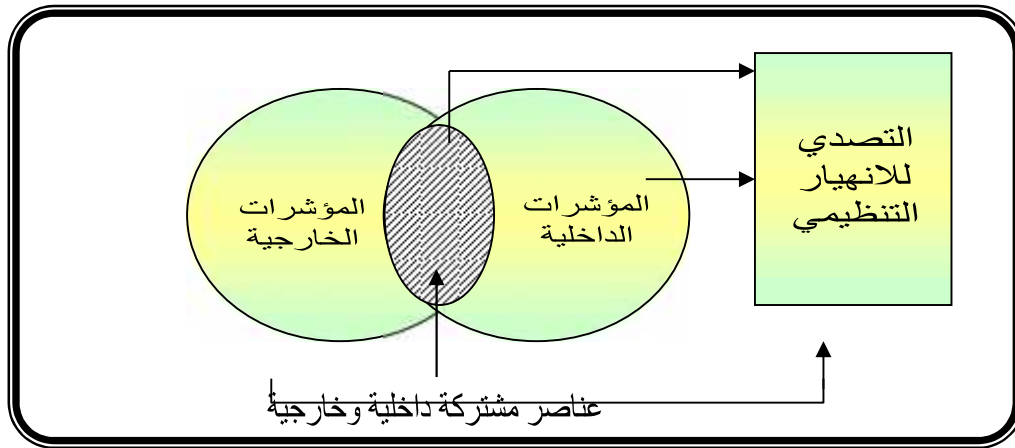 التصدي
للانهيار
التنظيمي
المؤشرات
الداخلية
المؤشرات
الخارجية
عناصر مشتركة داخلية وخارجية